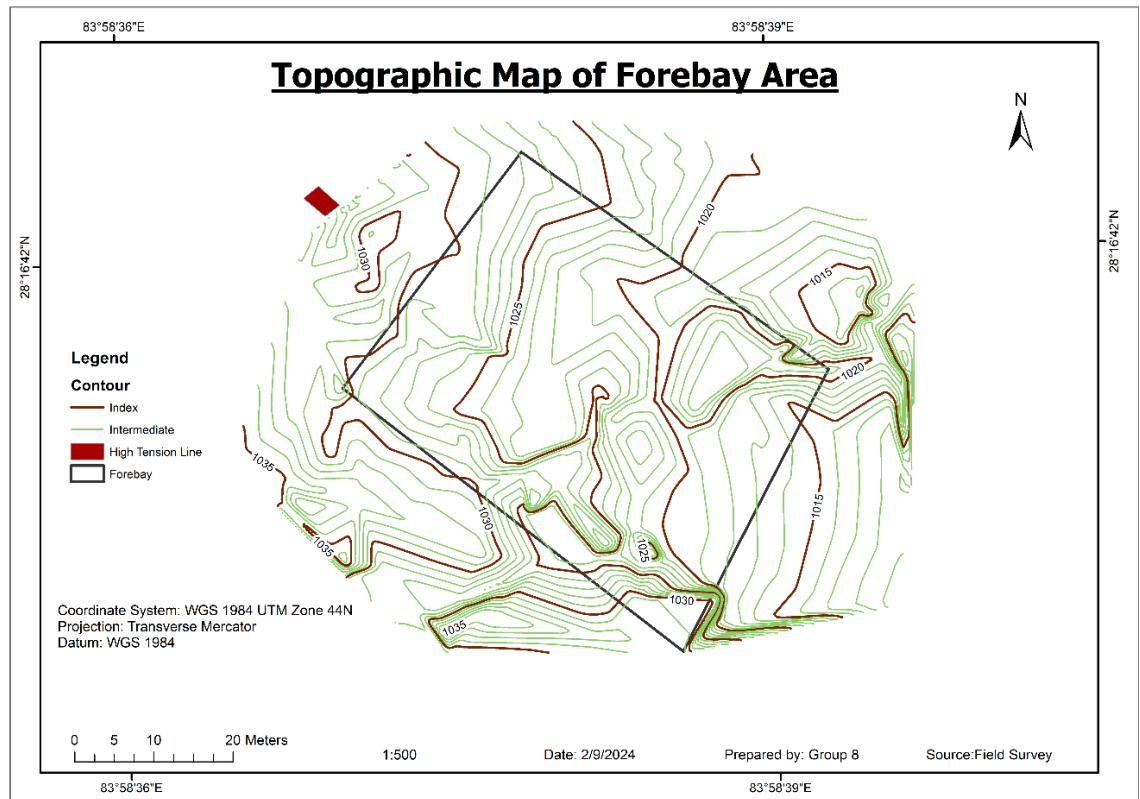 83°58'36"E
83°58'39"E
Topographic Map of Forebay Area
N
28°16'42"N
28°16'42"N
1020
1030
1015
1025
1020
Legend
Contour
Index
Intermediate
High Tension Line
Forebay
1035
1015
1030
1035
1025
1030
1035
Coordinate System: WGS 1984 UTM Zone 44N
Projection: Transverse Mercator
Datum: WGS 1984
0 5 10 20 Meters
1:500
Date: 2/9/2024
Prepared by: Group 8
Source:Field Survey
83°58'36"E
83°58'39"E